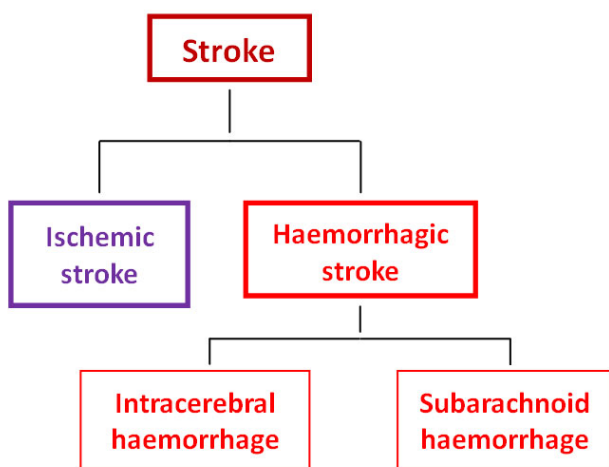 Stroke
Ischemic
stroke
Haemorrhagic
stroke
Intracerebral
haemorrhage
Subarachnoid
haemorrhage